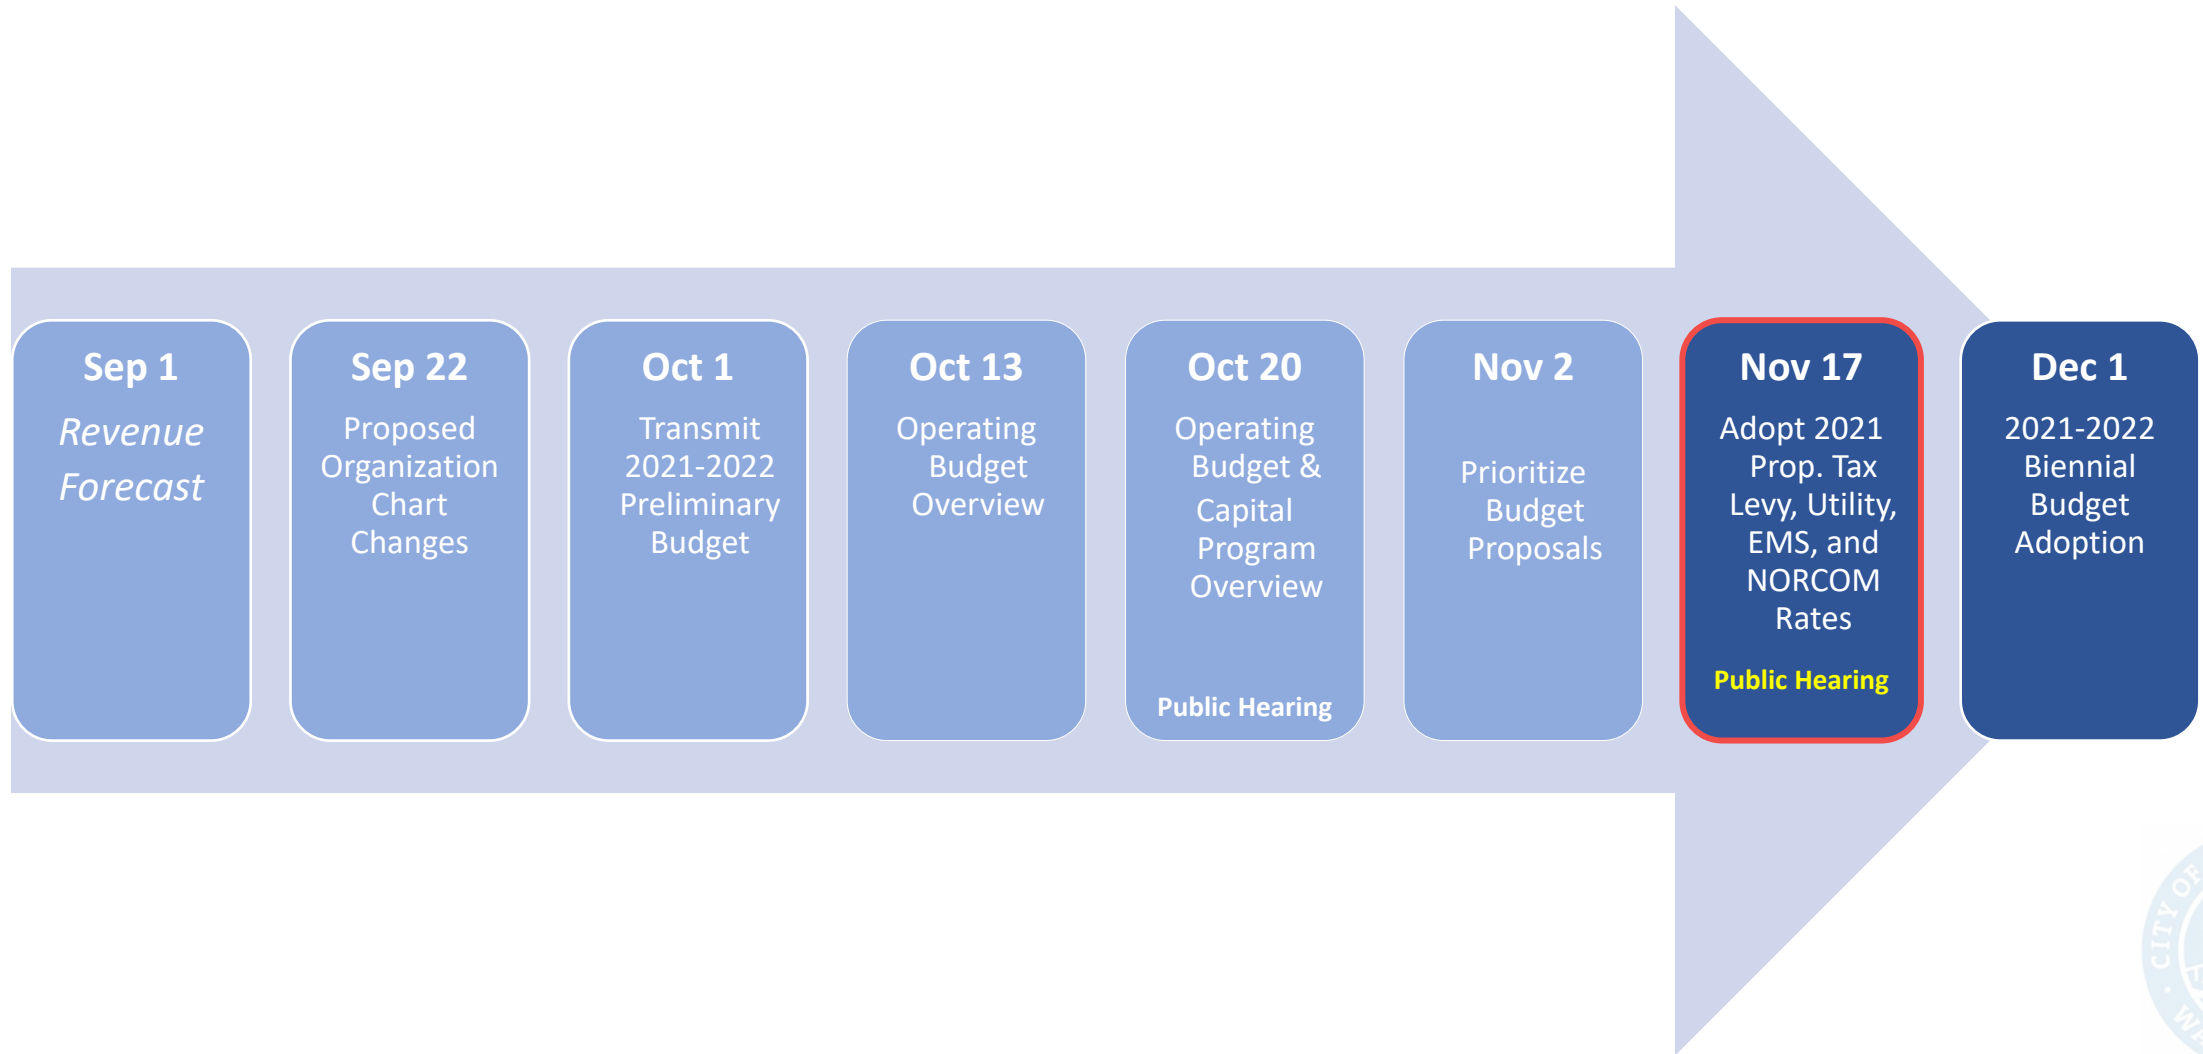 Sep 1
Revenue
Forecast
Sep 22
Proposed
Organization
Chart
Changes
Oct 1
Transmit
2021-2022
Preliminary
Budget
Oct 13
Operating
Budget
Overview
Oct 20
Operating
Budget &
Capital
Program
Overview
Public Hearing
Nov 2
Prioritize
Budget
Proposals
Nov 17
Adopt 2021
Prop. Tax
Levy, Utility,
EMS, and
NORCOM
Rates
Public Hearing
Dec 1
2021-2022
Biennial
Budget
Adoption
CITY OF